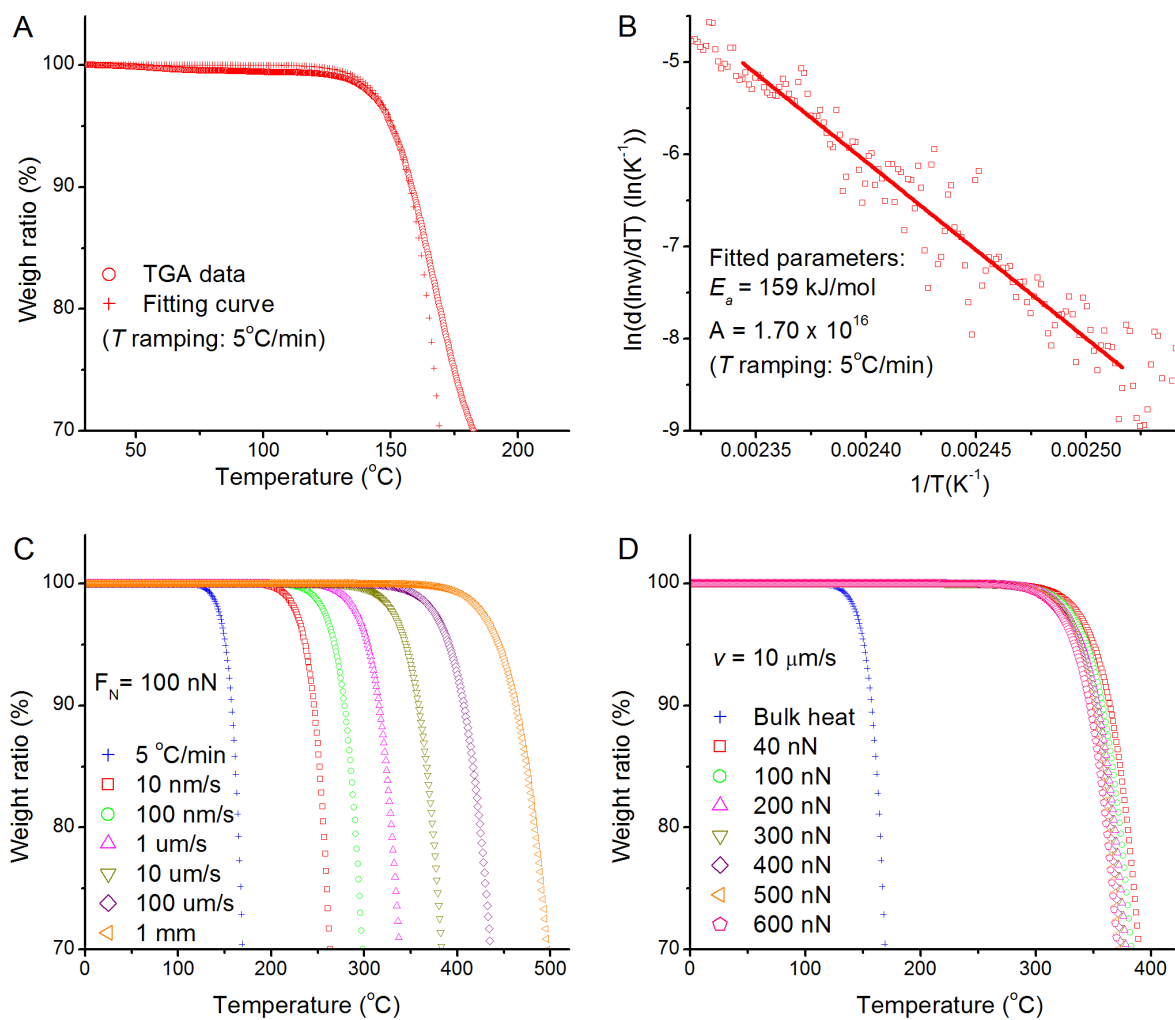 A
100
90
80
70
Weigh ratio (%)
TGA data
Fitting curve
(T ramping: 5°C/min)
50
100
150
200
Temperature (°C)
B
-5
-6
-7
-8
-9
ln(d(lnw)/dT) (ln(K⁻¹))
Fitted parameters:
Eₐ = 159 kJ/mol
A = 1.70 x 10¹⁶
(T ramping: 5°C/min)
0.00235
0.00240
0.00245
0.00250
1/T(K⁻¹)
C
100
90
80
70
Weight ratio (%)
F_N= 100 nN
5 °C/min
10 nm/s
100 nm/s
1 um/s
10 um/s
100 um/s
1 mm
0
100
200
300
400
500
Temperature (°C)
D
100
90
80
70
Weight ratio (%)
v = 10 μm/s
Bulk heat
40 nN
100 nN
200 nN
300 nN
400 nN
500 nN
600 nN
0
100
200
300
400
Temperature (°C)